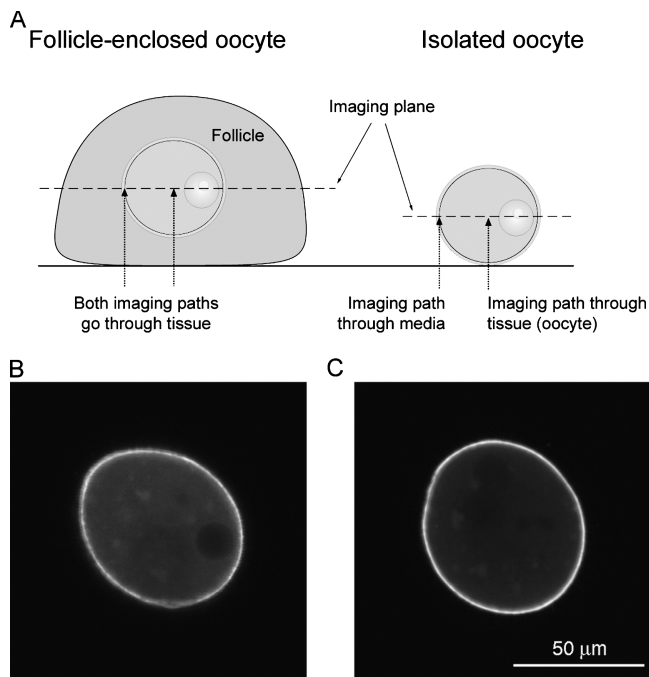 A
Follicle-enclosed oocyte
Isolated oocyte
Imaging plane
Follicle
Both imaging paths
go through tissue
Imaging path
through media
Imaging path through
tissue (oocyte)
B
C
50 μm